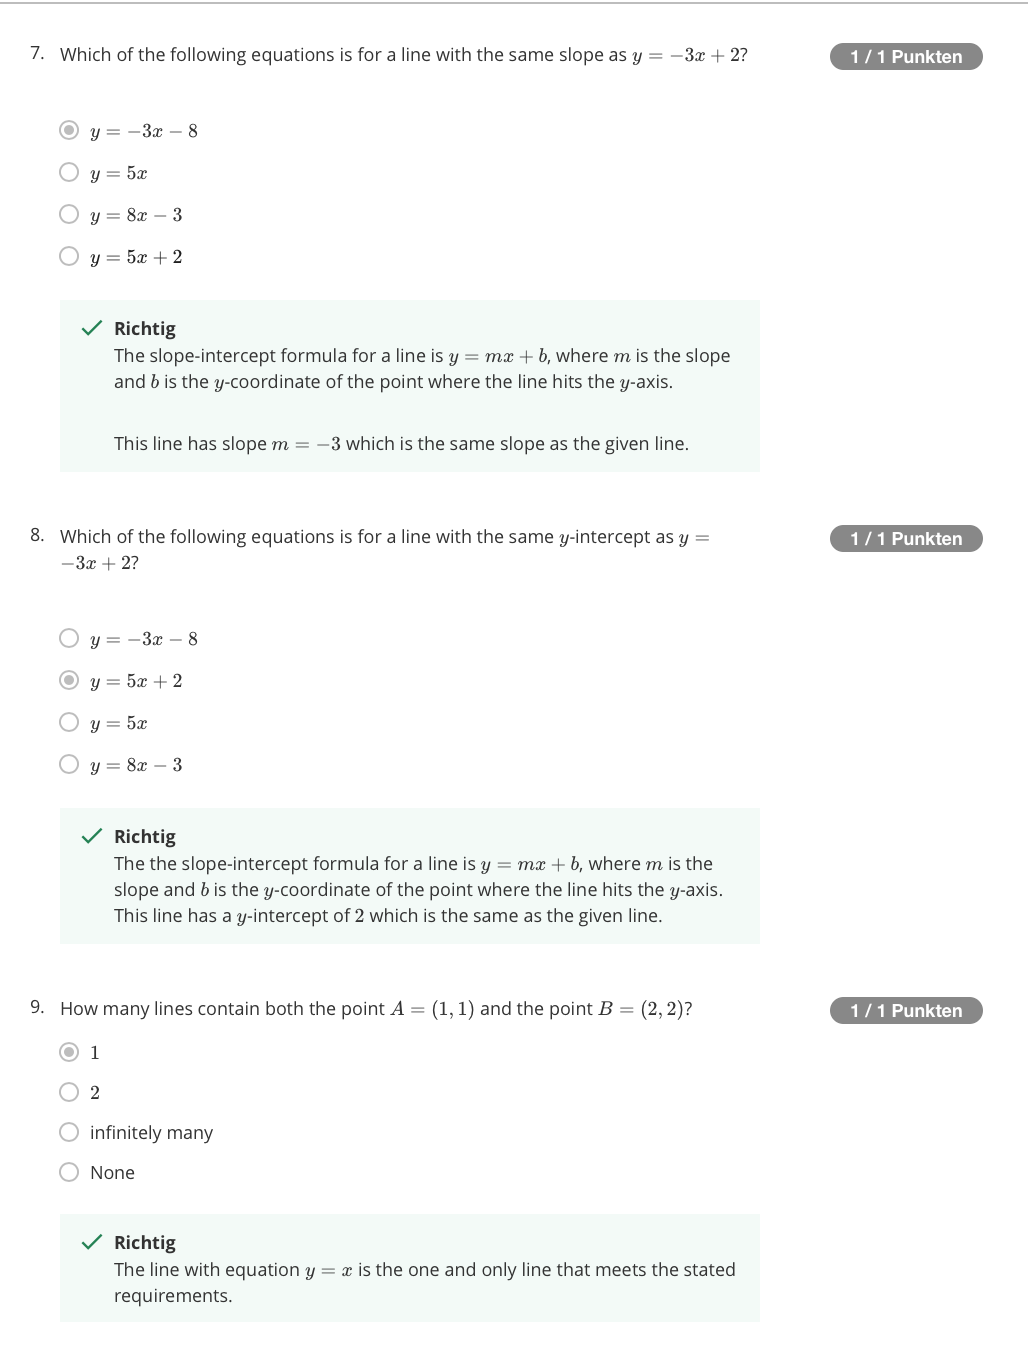 7. Which of the following equations is for a line with the same slope as y = −3x + 2?
1 / 1 Punkten
y = −3x − 8
y = 5x
y = 8x − 3
y = 5x + 2
Richtig
The slope-intercept formula for a line is y = mx + b, where m is the slope
and b is the y-coordinate of the point where the line hits the y-axis.
This line has slope m = −3 which is the same slope as the given line.
8. Which of the following equations is for a line with the same y-intercept as y =
−3x + 2?
1 / 1 Punkten
y = −3x − 8
y = 5x + 2
y = 5x
y = 8x − 3
Richtig
The the slope-intercept formula for a line is y = mx + b, where m is the
slope and b is the y-coordinate of the point where the line hits the y-axis.
This line has a y-intercept of 2 which is the same as the given line.
9. How many lines contain both the point A = (1, 1) and the point B = (2, 2)?
1 / 1 Punkten
1
2
infinitely many
None
Richtig
The line with equation y = x is the one and only line that meets the stated
requirements.